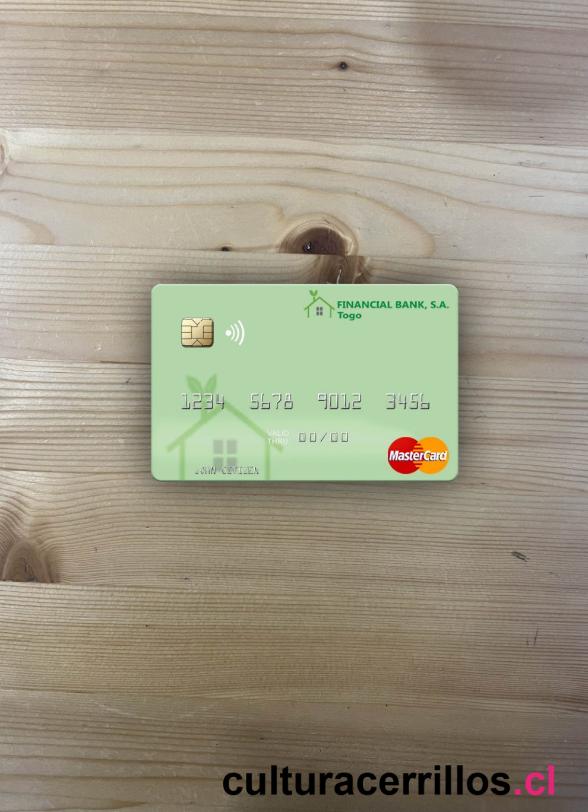 FINANCIAL BANK, S.A.
Togo
1234 5678 9012 3456
VALID
THRU
00/00
MasterCard
JOHN CITIZEN
culturacerrillos.cl